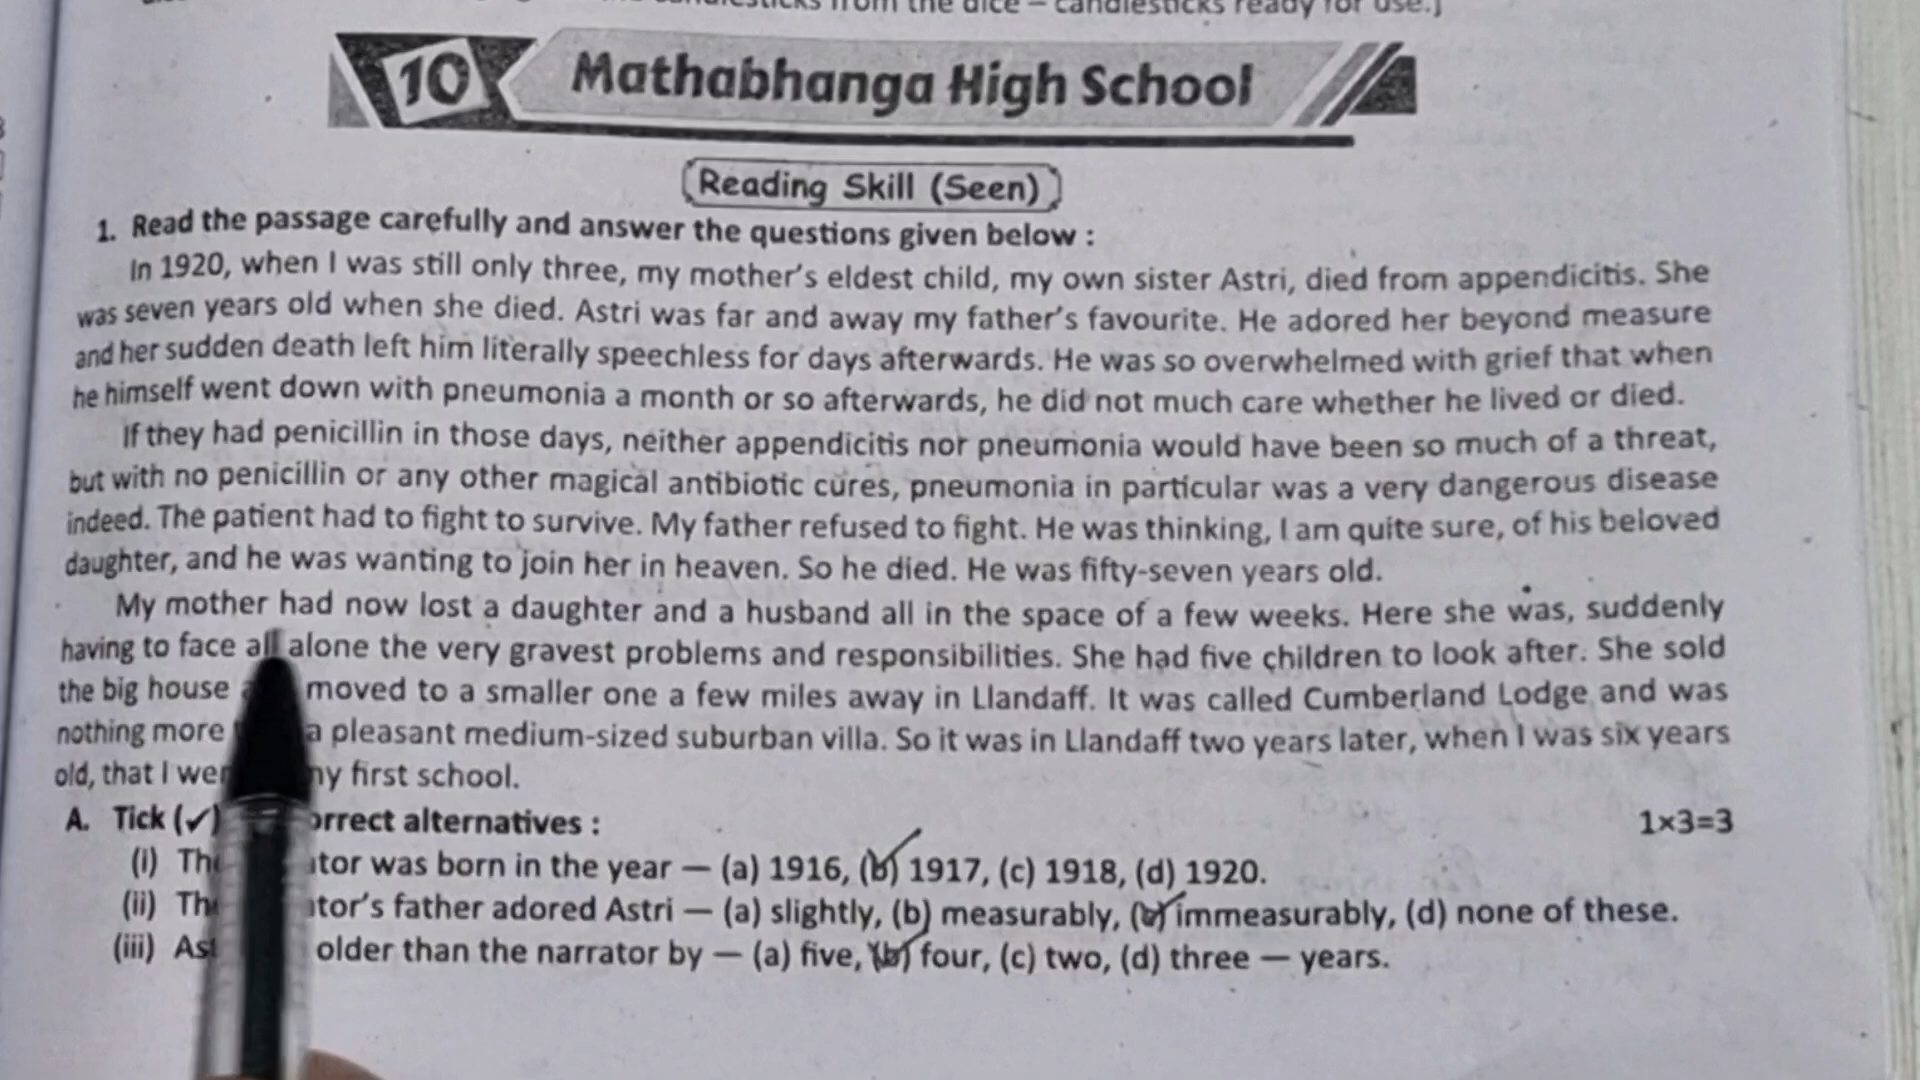 from the dice – candlesticks ready for use.]
10 Mathabhanga High School
Reading Skill (Seen)
1. Read the passage carefully and answer the questions given below :
In 1920, when I was still only three, my mother's eldest child, my own sister Astri, died from appendicitis. She
was seven years old when she died. Astri was far and away my father's favourite. He adored her beyond measure
and her sudden death left him literally speechless for days afterwards. He was so overwhelmed with grief that when
he himself went down with pneumonia a month or so afterwards, he did not much care whether he lived or died.
If they had penicillin in those days, neither appendicitis nor pneumonia would have been so much of a threat,
but with no penicillin or any other magical antibiotic cures, pneumonia in particular was a very dangerous disease
indeed. The patient had to fight to survive. My father refused to fight. He was thinking, I am quite sure, of his beloved
daughter, and he was wanting to join her in heaven. So he died. He was fifty-seven years old.
My mother had now lost a daughter and a husband all in the space of a few weeks. Here she was, suddenly
having to face all alone the very gravest problems and responsibilities. She had five children to look after. She sold
the big house moved to a smaller one a few miles away in Llandaff. It was called Cumberland Lodge and was
nothing more a pleasant medium-sized suburban villa. So it was in Llandaff two years later, when I was six years
old, that I first school.
A. Tick (✓) alternatives : 1×3=3
(i) was born in the year — (a) 1916, (b) 1917, (c) 1918, (d) 1920.
(ii) father adored Astri — (a) slightly, (b) measurably, (c) immeasurably, (d) none of these.
(iii) older than the narrator by — (a) five, (b) four, (c) two, (d) three — years.